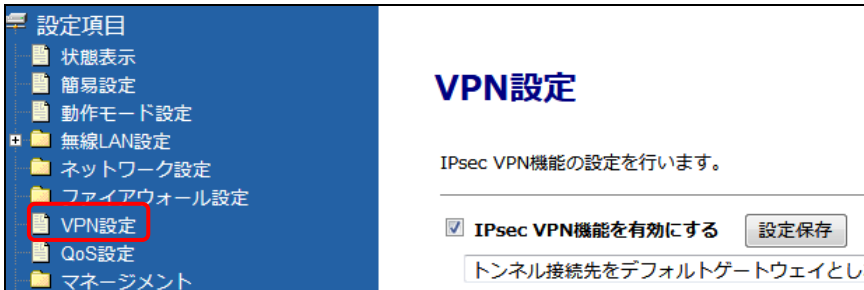 設定項目
状態表示
簡易設定
動作モード設定
無線LAN設定
ネットワーク設定
ファイアウォール設定
VPN設定
QoS設定
マネージメント
VPN設定
IPsec VPN機能の設定を行います。
IPsec VPN機能を有効にする 設定保存
トンネル接続先をデフォルトゲートウェイとし